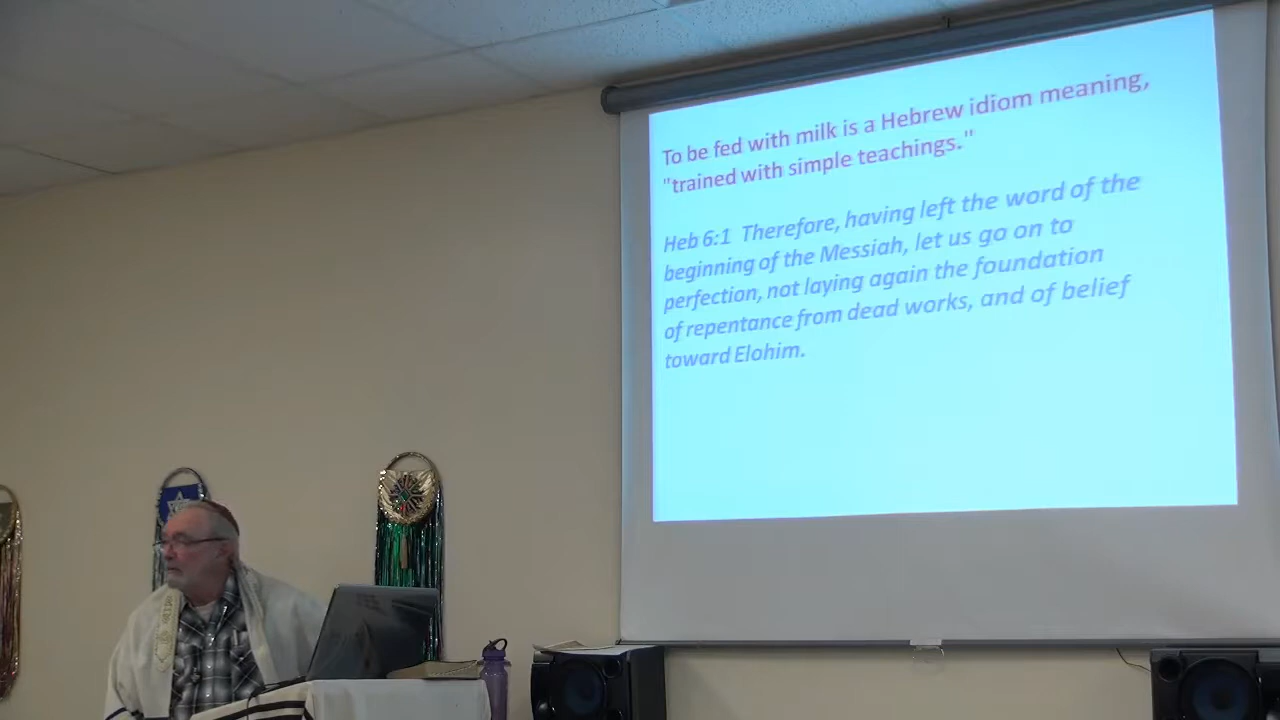 To be fed with milk is a Hebrew idiom meaning,
"trained with simple teachings."
Heb 6:1 Therefore, having left the word of the
beginning of the Messiah, let us go on to
perfection, not laying again the foundation
of repentance from dead works, and of belief
toward Elohim.